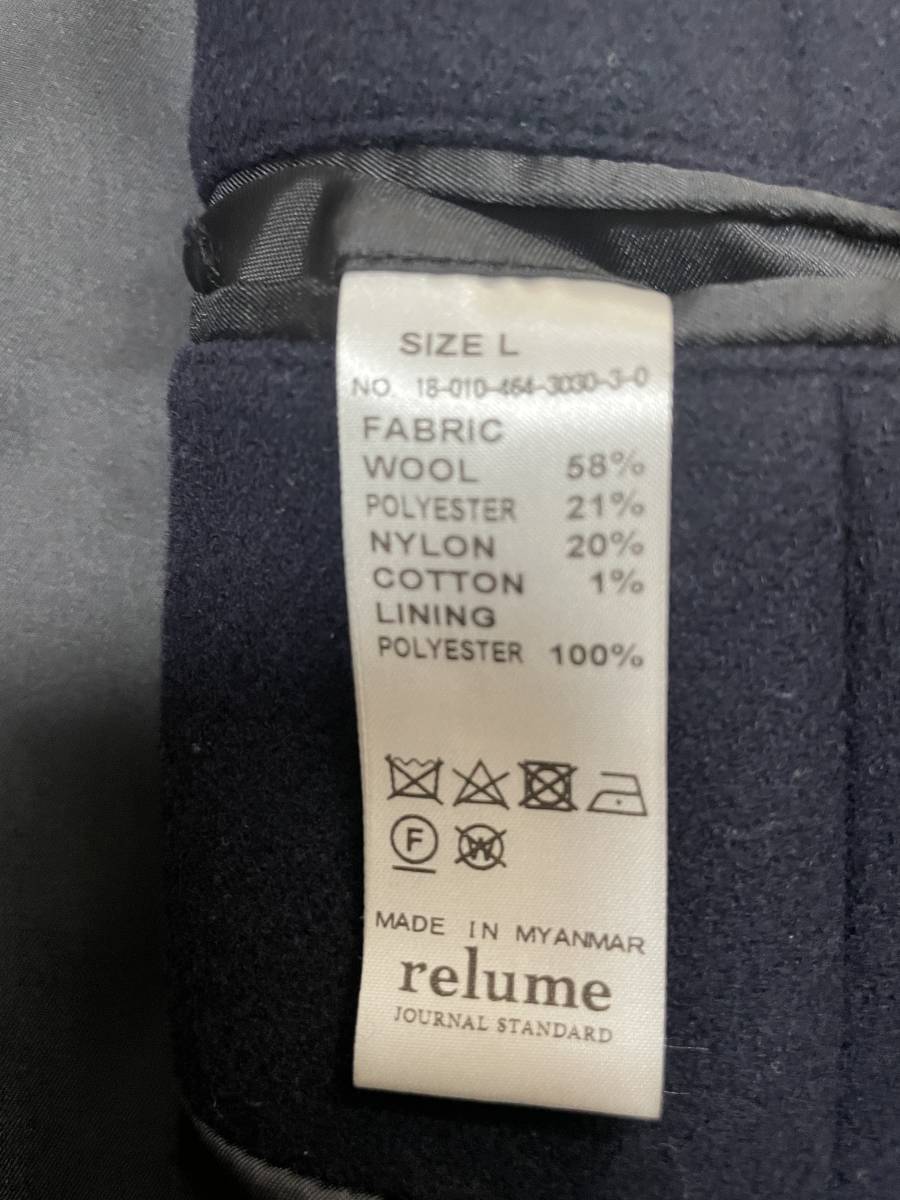 SIZE L
NO. 18-010-464-3030-3-0
FABRIC
WOOL 58%
POLYESTER 21%
NYLON 20%
COTTON 1%
LINING
POLYESTER 100%
F
W
MADE IN MYANMAR
relume
JOURNAL STANDARD